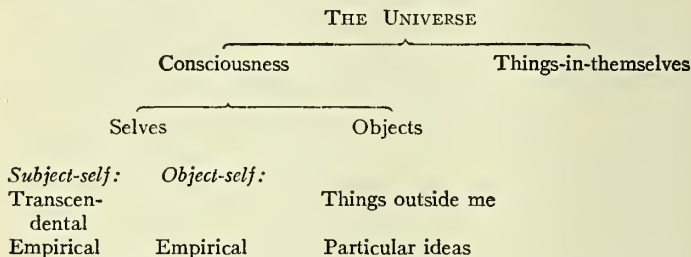 THE UNIVERSE
Consciousness Things-in-themselves
Selves Objects
Subject-self: Object-self:
Transcen- Things outside me
dental
Empirical Empirical Particular ideas